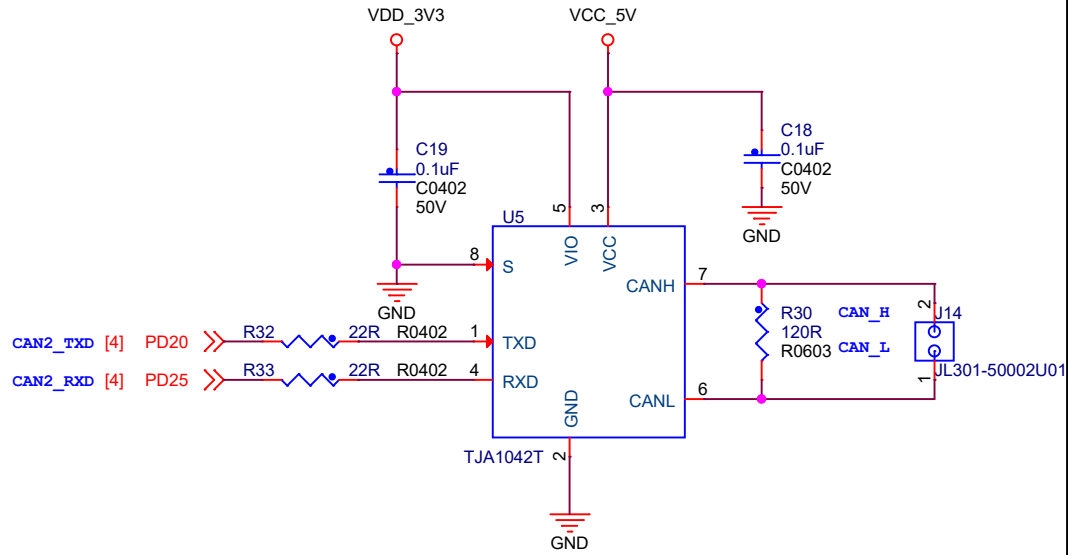 VDD_3V3
VCC_5V
C19
0.1uF
C0402
50V
C18
0.1uF
C0402
50V
GND
U5
5
3
8
S
VIO
VCC
GND
CANH
7
R30
120R
R0603
CAN_H
CAN_L
2
J14
1
JL301-50002U01
CAN2_TXD [4] PD20
R32
22R
R0402
1
TXD
CAN2_RXD [4] PD25
R33
22R
R0402
4
RXD
GND
CANL
6
TJA1042T
2
GND